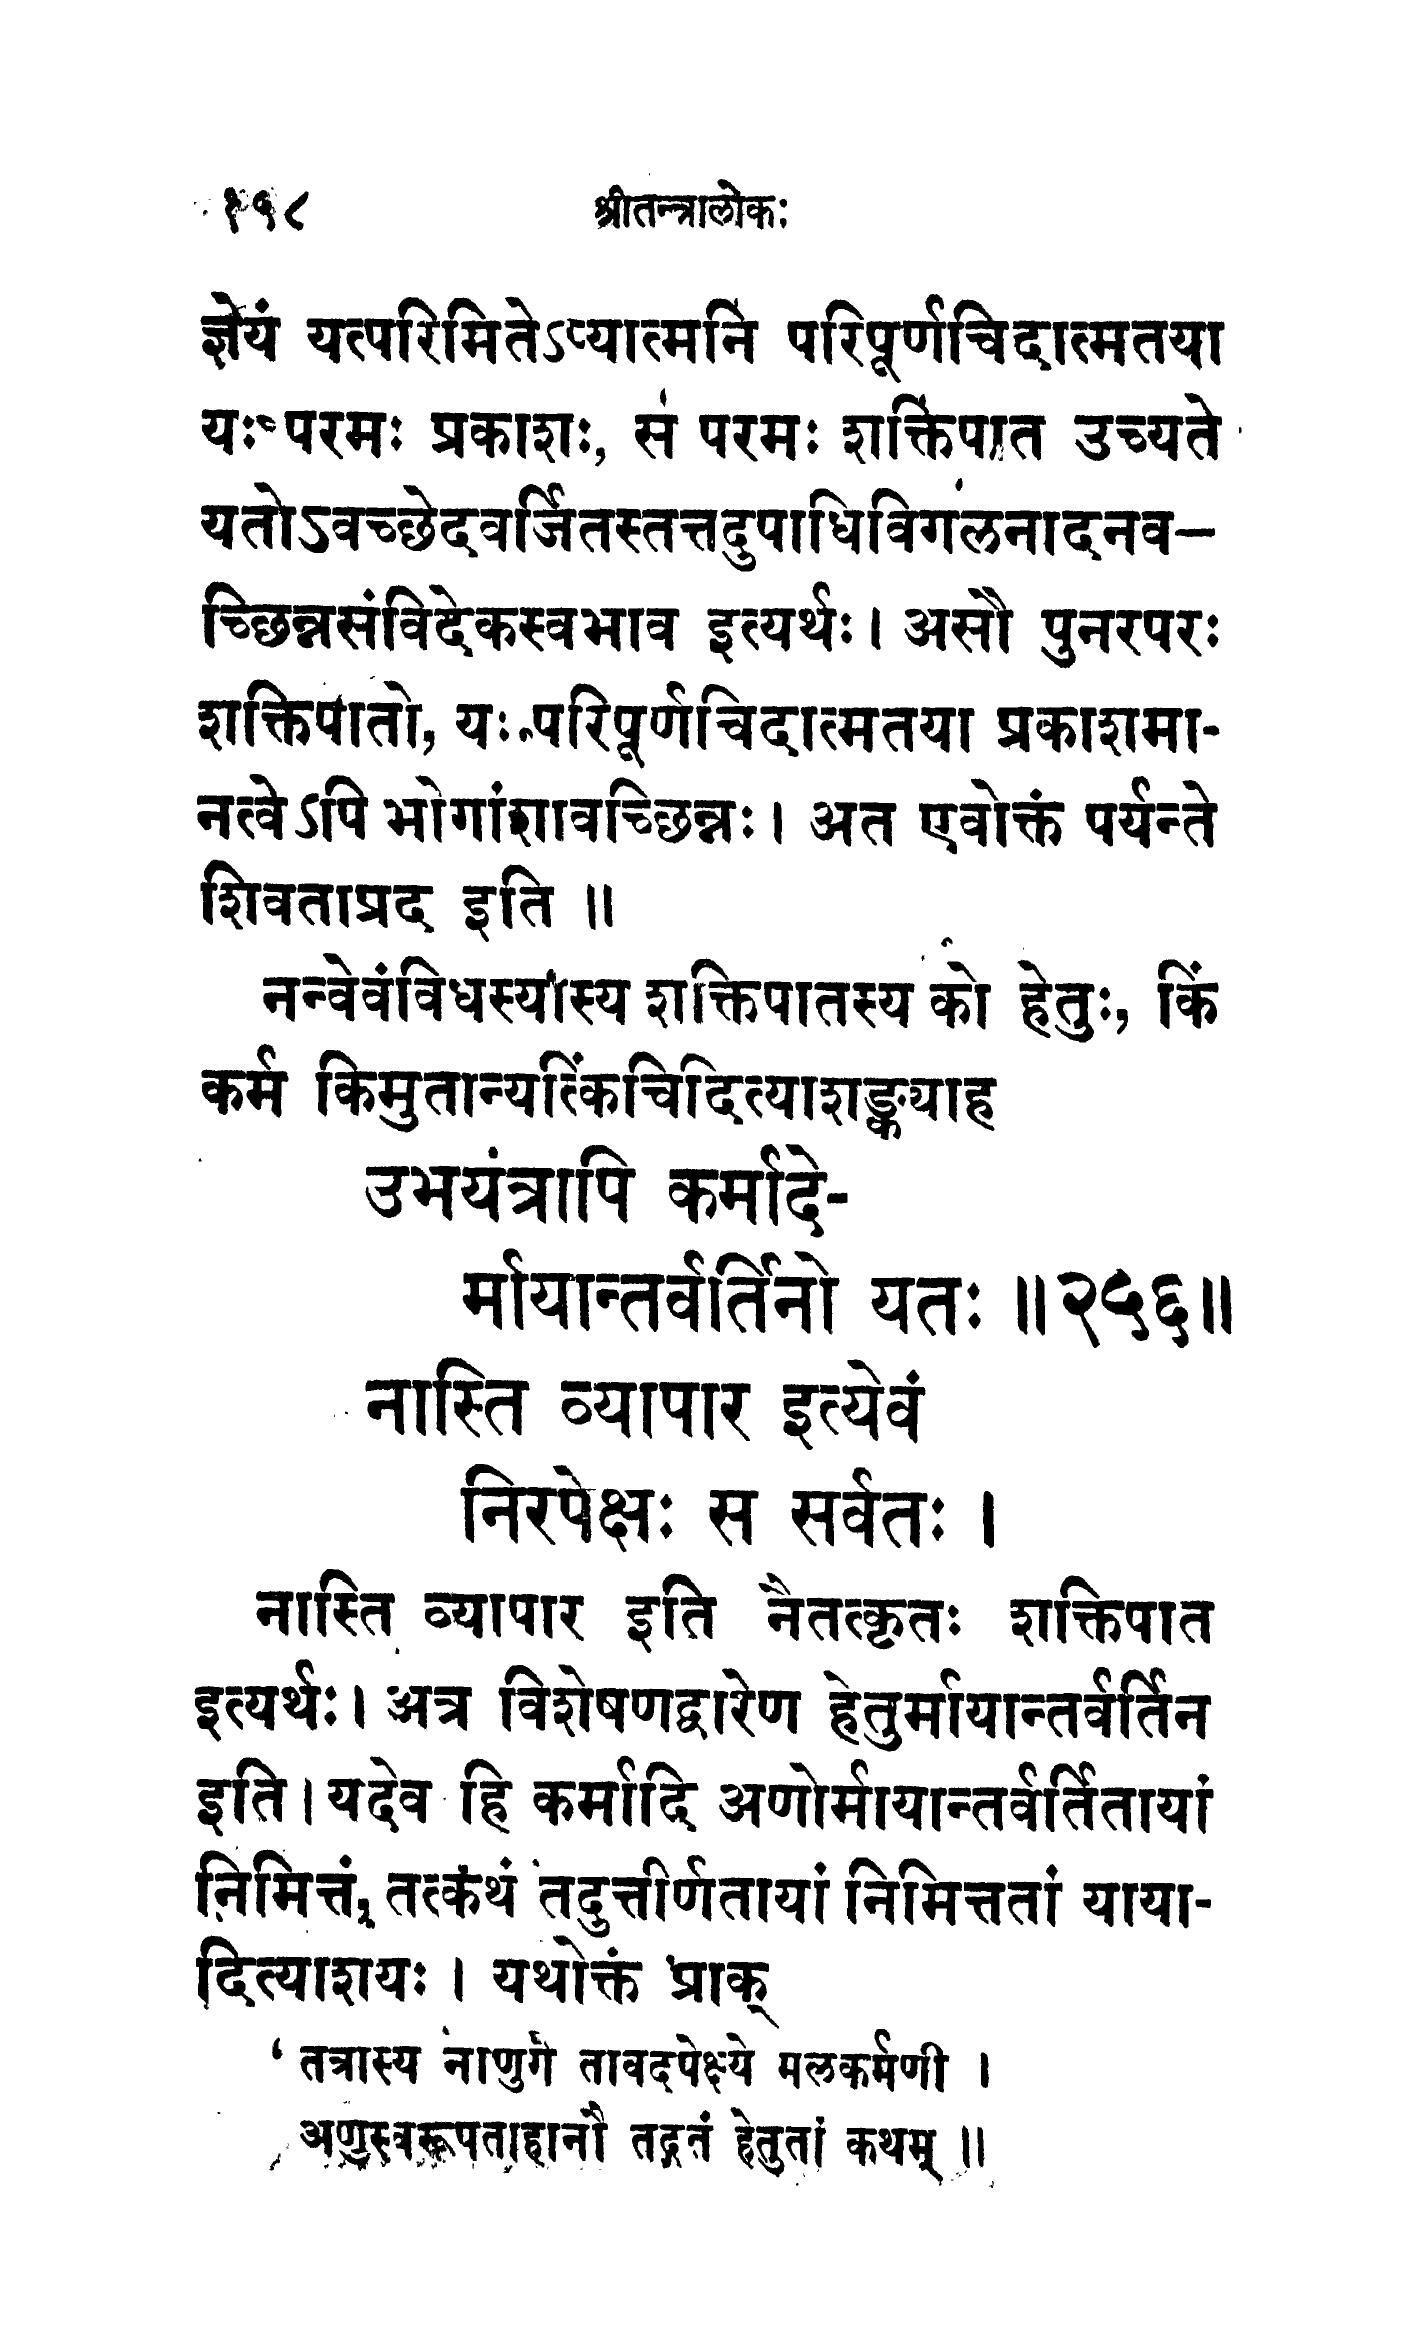 १५८ श्रीतन्त्रालोकः
ज्ञेयं यत्परिमितेऽप्यात्मनि परिपूर्णचिदात्मतया
यः परमः प्रकाशः, स परमः शक्तिपात उच्यते
यतोऽवच्छेदवर्जितस्तत्तदुपाधिविगलनादनव-
च्छिन्नसंविदेकस्वभाव इत्यर्थः। असौ पुनरपरः
शक्तिपातो, यः परिपूर्णचिदात्मतया प्रकाशमा-
नत्वेऽपि भोगांशावच्छिन्नः। अत एवोक्तं पर्यन्ते
शिवताप्रद इति ॥
नन्वेवंविधस्यास्य शक्तिपातस्य को हेतुः, किं
कर्म किमुतान्यत्किंचिदित्याशङ्क्याह
उभयंत्रापि कर्मादे-
र्मायान्तर्वर्तिनो यतः ॥२५६॥
नास्ति व्यापार इत्येवं
निरपेक्षः स सर्वतः ।
नास्ति व्यापार इति नैतत्कृतः शक्तिपात
इत्यर्थः। अत्र विशेषणद्वारेण हेतुर्मायान्तर्वर्तिन
इति। यदेव हि कर्मादि अणोर्मायान्तर्वर्तितायां
निमित्तं, तत्कथं तदुत्तीर्णतायां निमित्ततां याया-
दित्याशयः। यथोक्तं प्राक्
‘ तत्रास्य नाणुगे तावदपेक्ष्ये मलकर्मणी ।
अणुस्वरूपताहानौ तद्गतं हेतुतां कथम् ॥